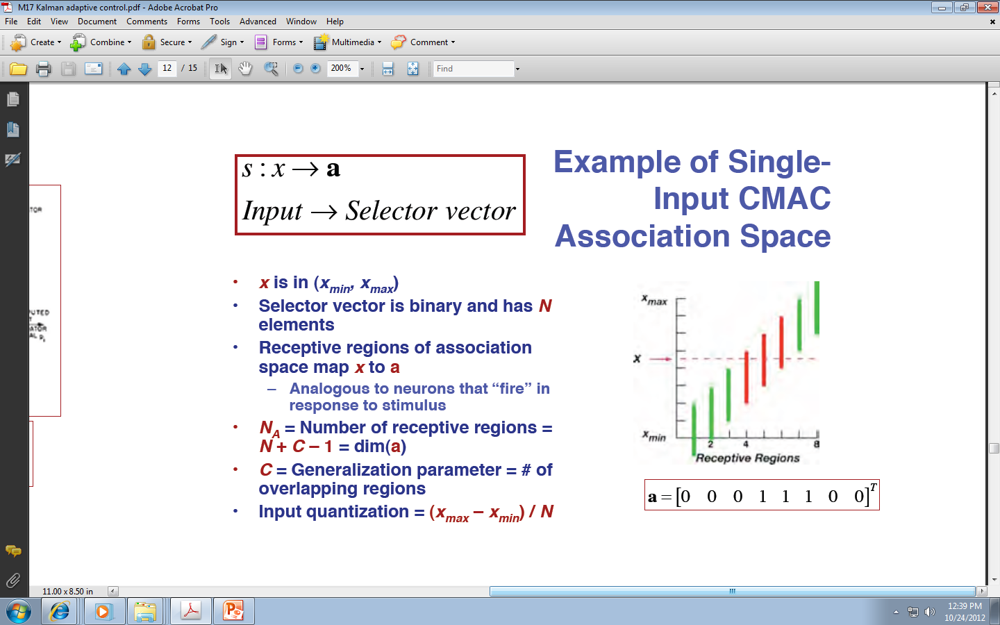 M17 Kalman adaptive control.pdf - Adobe Acrobat Pro
File Edit View Document Comments Forms Tools Advanced Window Help
Create Combine Secure Sign Forms Multimedia Comment
12 / 15 200% Find
s : x → a
Input → Selector vector
Example of Single-
Input CMAC
Association Space
• x is in (xmin, xmax)
• Selector vector is binary and has N
elements
• Receptive regions of association
space map x to a
– Analogous to neurons that “fire” in
response to stimulus
• NA = Number of receptive regions =
N + C – 1 = dim(a)
• C = Generalization parameter = # of
overlapping regions
• Input quantization = (xmax – xmin) / N
TOR
PUTED
T
ATOR
xmax
x
xmin
2 4 8
Receptive Regions
a = [0 0 0 1 1 1 0 0]T
11.00 x 8.50 in
12:39 PM
10/24/2012